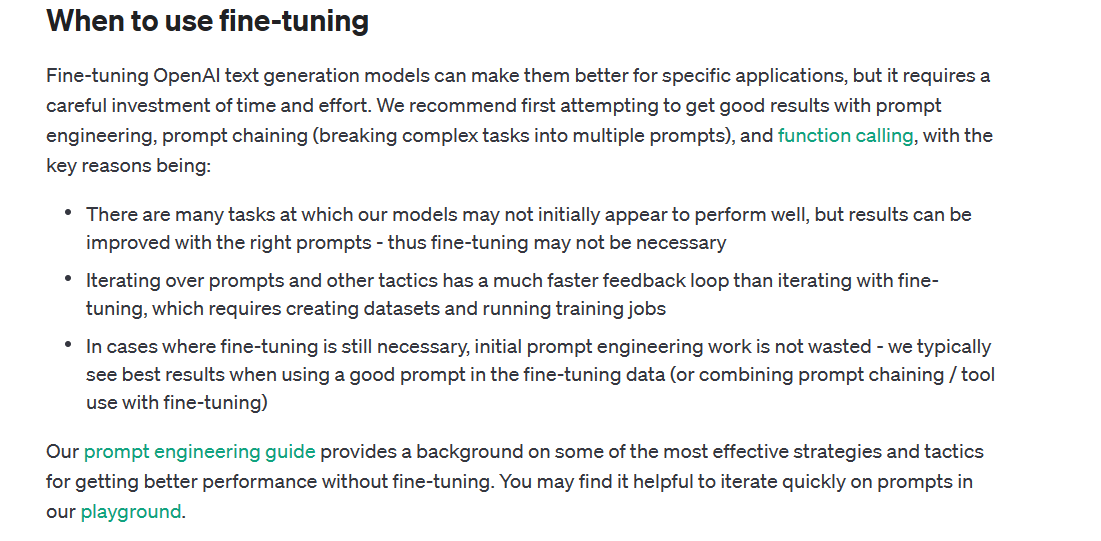 When to use fine-tuning
Fine-tuning OpenAI text generation models can make them better for specific applications, but it requires a
careful investment of time and effort. We recommend first attempting to get good results with prompt
engineering, prompt chaining (breaking complex tasks into multiple prompts), and function calling, with the
key reasons being:
• There are many tasks at which our models may not initially appear to perform well, but results can be
improved with the right prompts - thus fine-tuning may not be necessary
• Iterating over prompts and other tactics has a much faster feedback loop than iterating with fine-
tuning, which requires creating datasets and running training jobs
• In cases where fine-tuning is still necessary, initial prompt engineering work is not wasted - we typically
see best results when using a good prompt in the fine-tuning data (or combining prompt chaining / tool
use with fine-tuning)
Our prompt engineering guide provides a background on some of the most effective strategies and tactics
for getting better performance without fine-tuning. You may find it helpful to iterate quickly on prompts in
our playground.